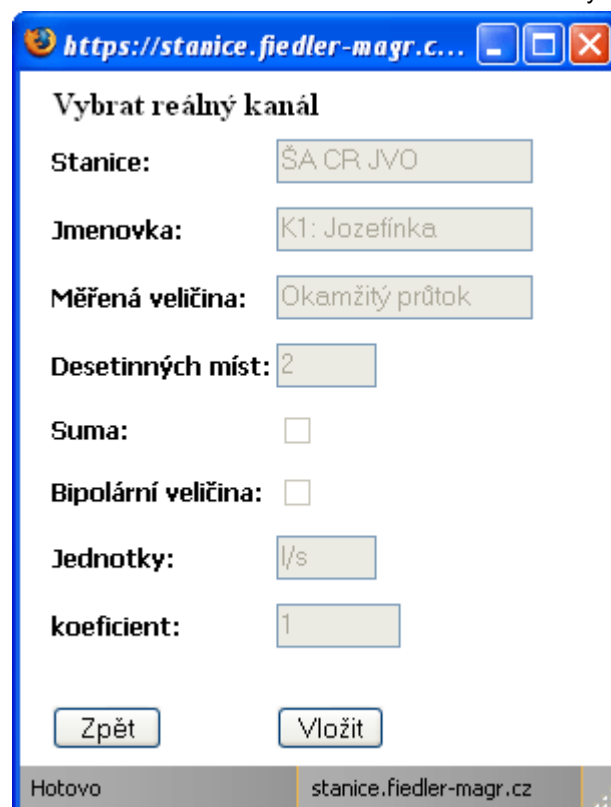 https://stanice.fiedler-magr.c...
Vybrat reálný kanál
Stanice: ŠA CR JVO
Jmenovka: K1: Jozefínka
Měřená veličina: Okamžitý průtok
Desetinných míst: 2
Suma:
Bipolární veličina:
Jednotky: l/s
koeficient: 1
Zpět Vložit
Hotovo stanice.fiedler-magr.cz